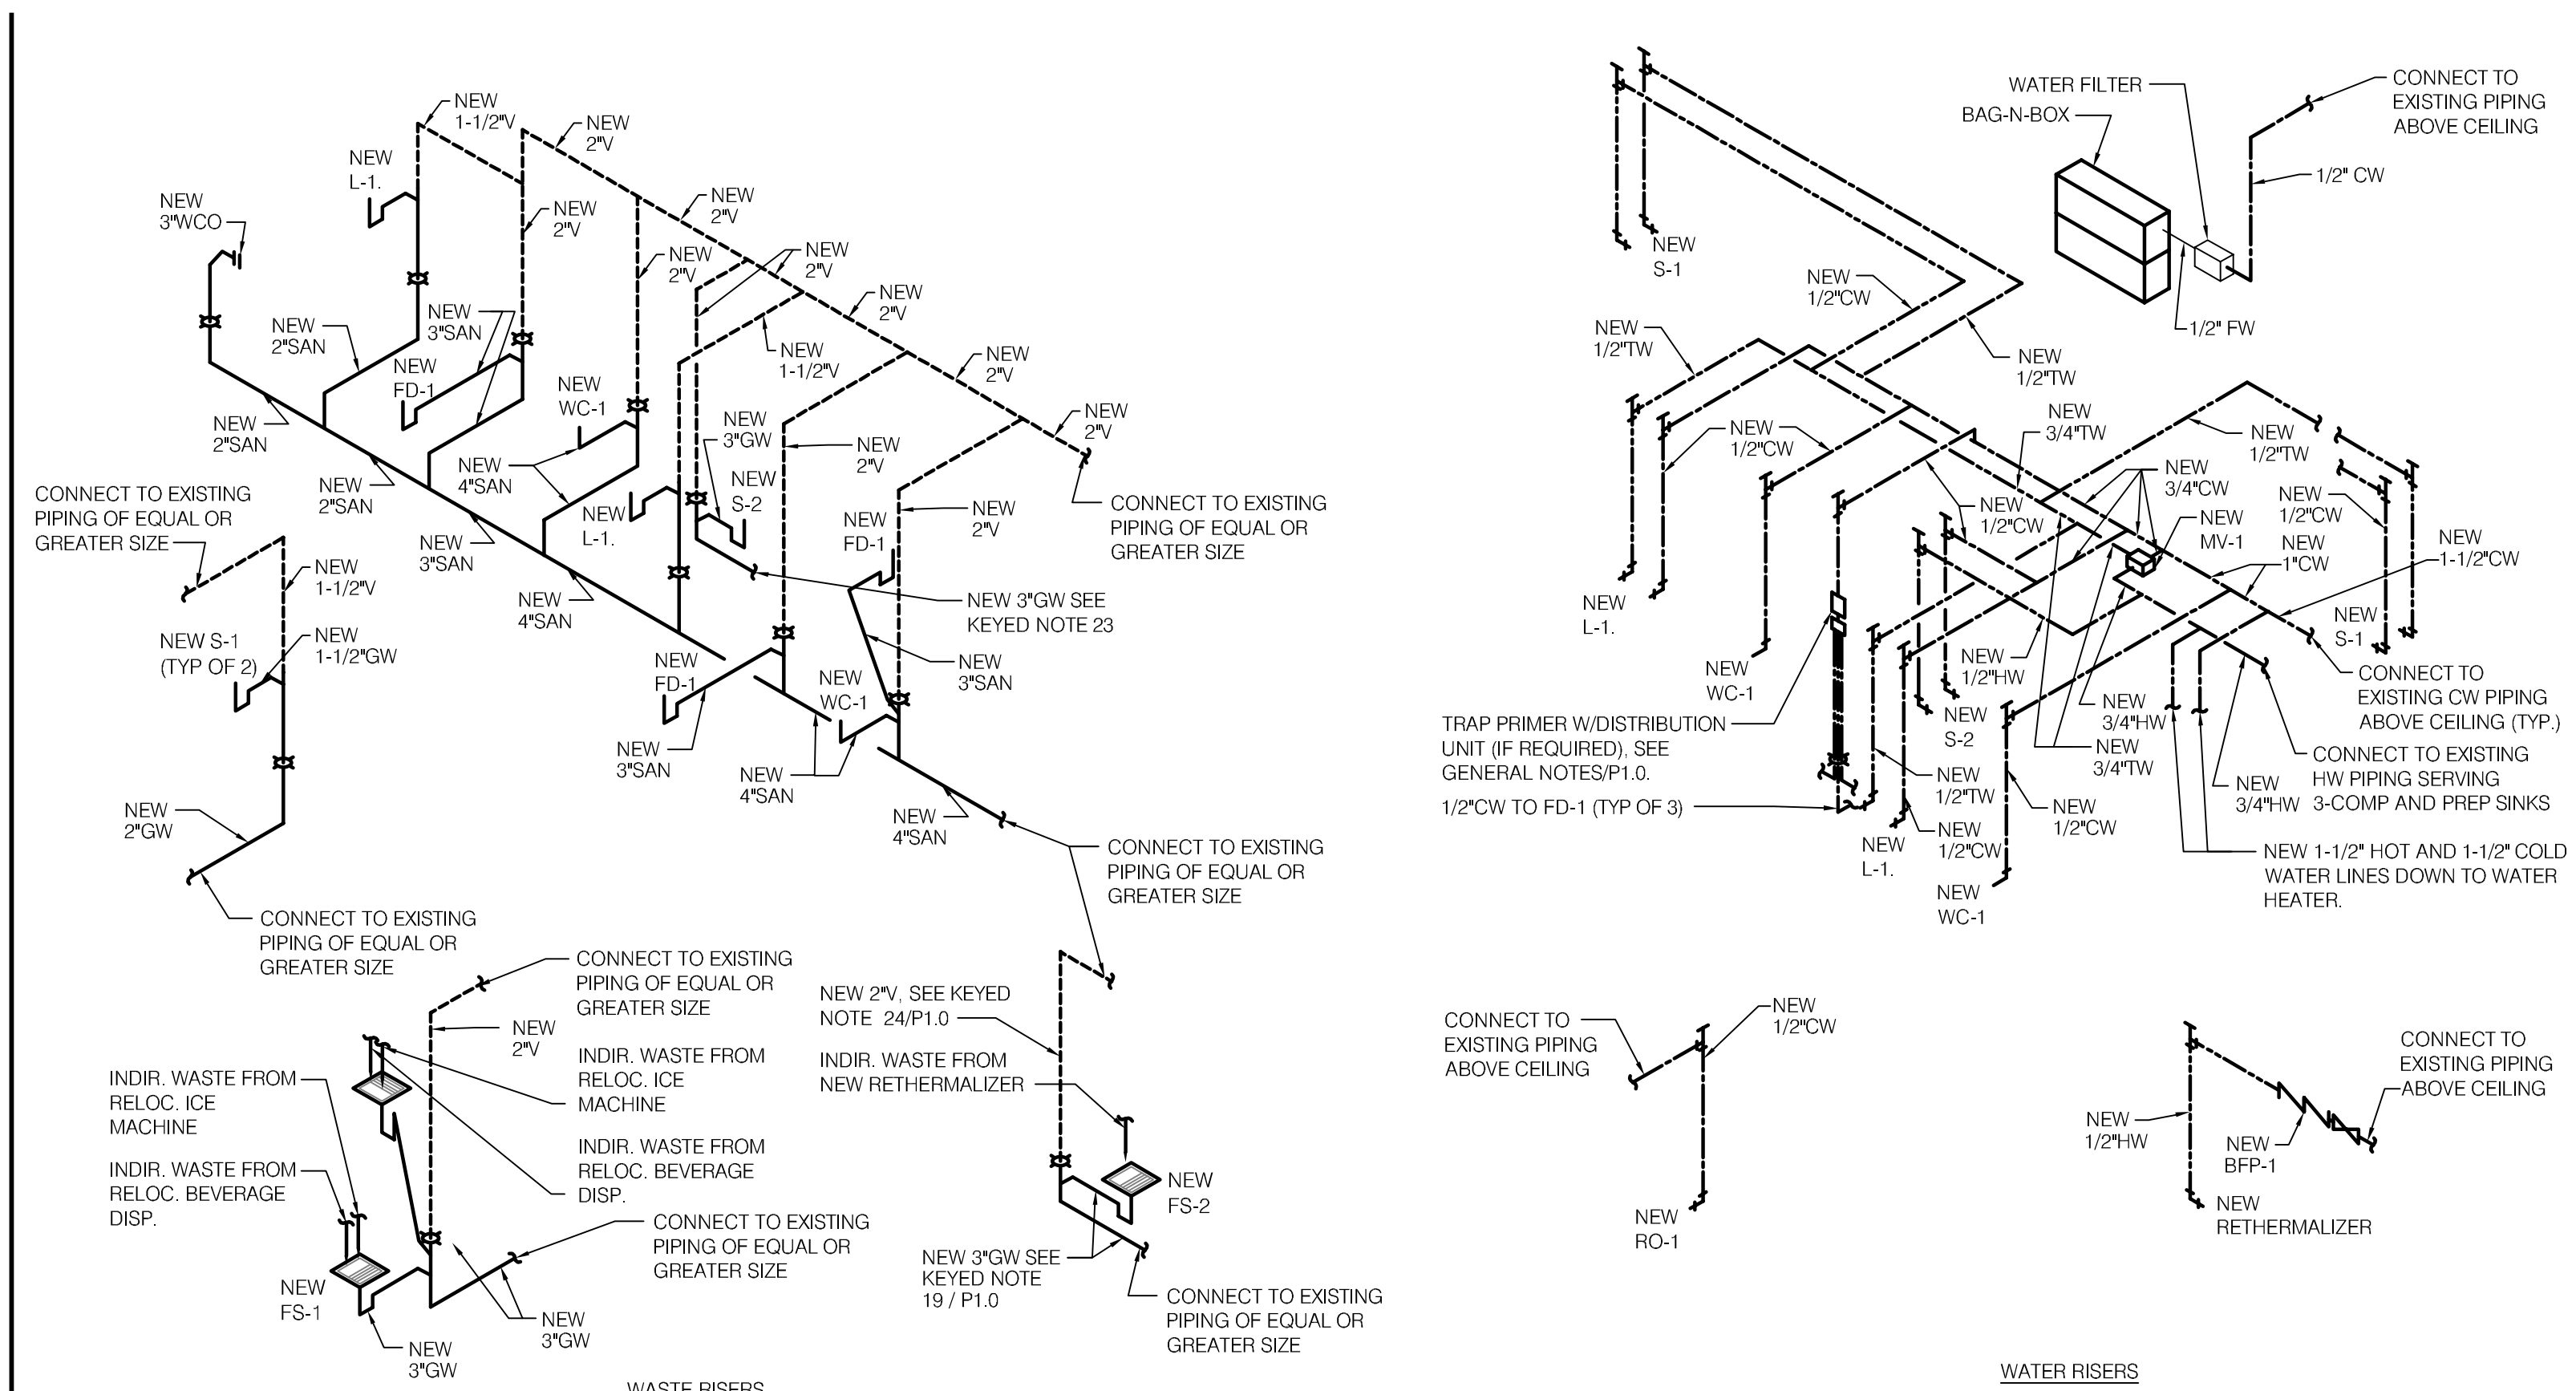 NEW
1-1/2"V
NEW
2"V
NEW
L-1.
NEW
3"WCO
NEW
2"V
NEW
2"V
NEW
2"V
NEW
2"V
NEW
2"V
NEW
2"SAN
NEW
3"SAN
NEW
FD-1
NEW
1-1/2"V
NEW
2"V
NEW
WC-1
NEW
2"SAN
NEW
3"GW
NEW
2"V
NEW
2"V
NEW
4"SAN
NEW
S-2
NEW
2"SAN
CONNECT TO EXISTING
PIPING OF EQUAL OR
GREATER SIZE
NEW
L-1.
NEW
FD-1
NEW
2"V
CONNECT TO EXISTING
PIPING OF EQUAL OR
GREATER SIZE
NEW
3"SAN
NEW
1-1/2"V
NEW
4"SAN
NEW 3"GW SEE
KEYED NOTE 23
NEW S-1
(TYP OF 2)
NEW
1-1/2"GW
NEW
FD-1
NEW
WC-1
NEW
3"SAN
NEW
3"SAN
NEW
4"SAN
NEW
4"SAN
NEW
2"GW
CONNECT TO EXISTING
PIPING OF EQUAL OR
GREATER SIZE
CONNECT TO EXISTING
PIPING OF EQUAL OR
GREATER SIZE
CONNECT TO EXISTING
PIPING OF EQUAL OR
GREATER SIZE
NEW
2"V
INDIR. WASTE FROM
RELOC. ICE
MACHINE
INDIR. WASTE FROM
RELOC. ICE
MACHINE
INDIR. WASTE FROM
RELOC. BEVERAGE
DISP.
INDIR. WASTE FROM
RELOC. BEVERAGE
DISP.
CONNECT TO EXISTING
PIPING OF EQUAL OR
GREATER SIZE
NEW
FS-1
NEW
3"GW
NEW
3"GW
NEW 2"V, SEE KEYED
NOTE 24/P1.0
INDIR. WASTE FROM
NEW RETHERMALIZER
NEW
FS-2
NEW 3"GW SEE
KEYED NOTE
19 / P1.0
CONNECT TO EXISTING
PIPING OF EQUAL OR
GREATER SIZE
WASTE RISERS
WATER FILTER
BAG-N-BOX
CONNECT TO
EXISTING PIPING
ABOVE CEILING
1/2" CW
1/2" FW
NEW
S-1
NEW
1/2"CW
NEW
1/2"TW
NEW
1/2"TW
NEW
3/4"TW
NEW
1/2"CW
NEW
1/2"TW
NEW
3/4"CW
NEW
1/2"CW
NEW
1/2"CW
NEW
MV-1
NEW
1"CW
NEW
1-1/2"CW
NEW
L-1.
NEW
S-1
NEW
WC-1
NEW
1/2"HW
NEW
S-2
NEW
3/4"HW
NEW
3/4"TW
CONNECT TO
EXISTING CW PIPING
ABOVE CEILING (TYP.)
TRAP PRIMER W/DISTRIBUTION
UNIT (IF REQUIRED), SEE
GENERAL NOTES/P1.0.
1/2"CW TO FD-1 (TYP OF 3)
NEW
1/2"TW
NEW
1/2"CW
NEW
L-1.
NEW
1/2"CW
NEW
WC-1
NEW
3/4"HW
CONNECT TO EXISTING
HW PIPING SERVING
3-COMP AND PREP SINKS
NEW 1-1/2" HOT AND 1-1/2" COLD
WATER LINES DOWN TO WATER
HEATER.
CONNECT TO
EXISTING PIPING
ABOVE CEILING
NEW
1/2"CW
NEW
RO-1
NEW
1/2"HW
NEW
BFP-1
CONNECT TO
EXISTING PIPING
ABOVE CEILING
NEW
RETHERMALIZER
WATER RISERS